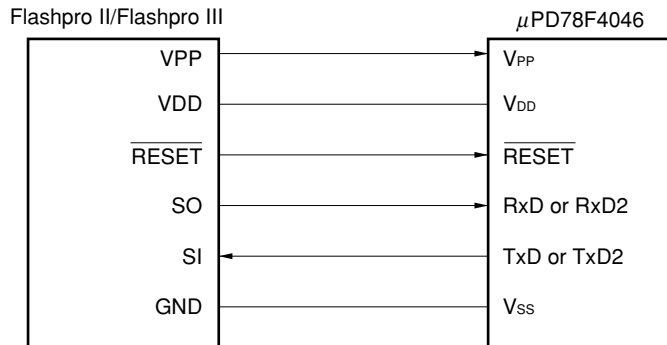 Flashpro II/Flashpro III
μPD78F4046
VPP
VPP
VDD
VDD
RESET
RESET
SO
RxD or RxD2
SI
TxD or TxD2
GND
VSS